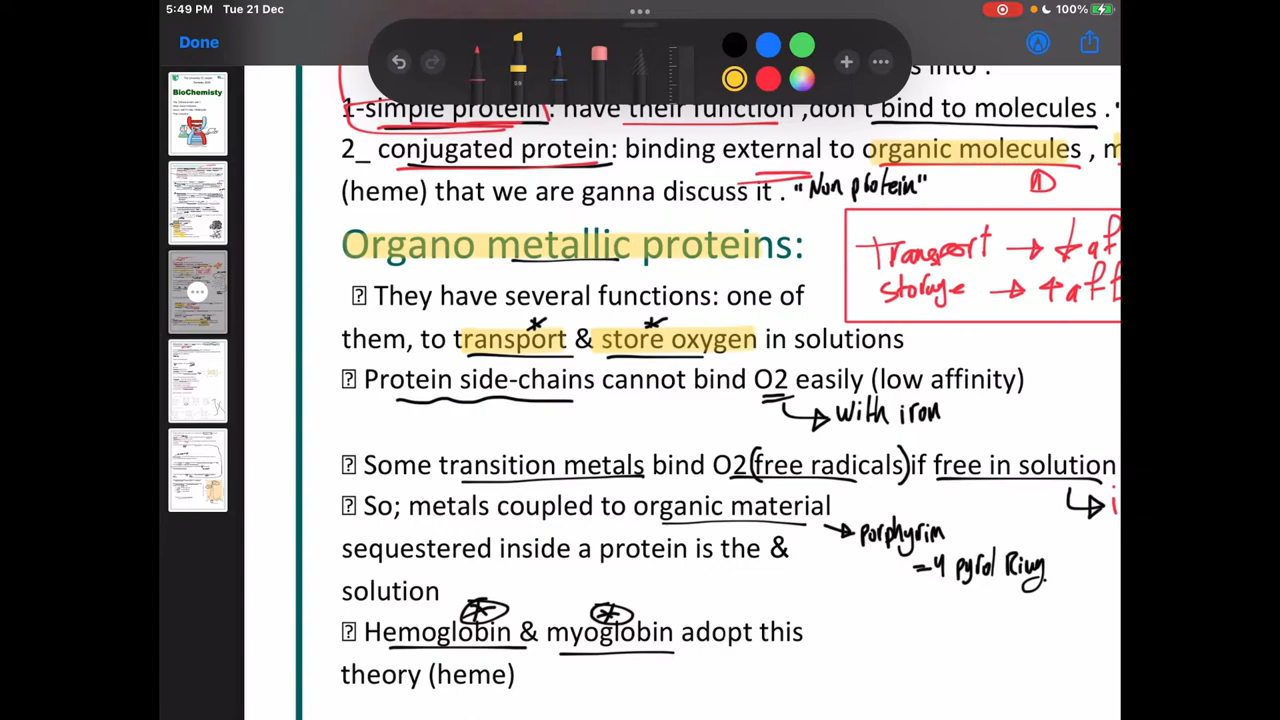 5:49 PM Tue 21 Dec
100%
Done
BioChemisty
into .
1-simple protein : have their function ,don't bind to molecules .
2_ conjugated protein: binding external to organic molecules , m
(heme) that we are ganna discuss it . "Non protein"
Organo metallic proteins:
Transport → ↓ af
storage → ↑ aff
They have several functions: one of
them, to transport & store oxygen in solutions
Protein side-chains cannot bind O2 easily (low affinity)
with iron
Some transition metals bind O2(free radicals)if free in solution
So; metals coupled to organic material
→ porphyrin
sequestered inside a protein is the &
=4 pyrol Ring
solution
Hemoglobin & myoglobin adopt this
theory (heme)